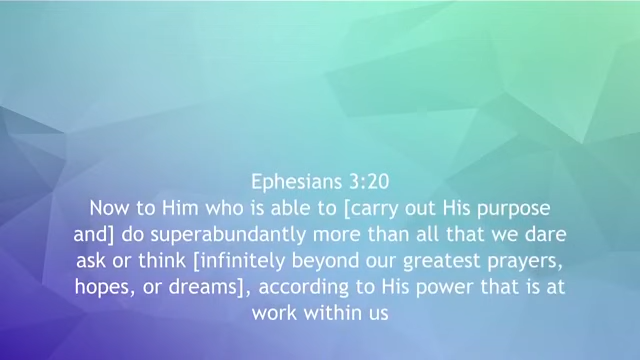 Ephesians 3:20
Now to Him who is able to [carry out His purpose
and] do superabundantly more than all that we dare
ask or think [infinitely beyond our greatest prayers,
hopes, or dreams], according to His power that is at
work within us